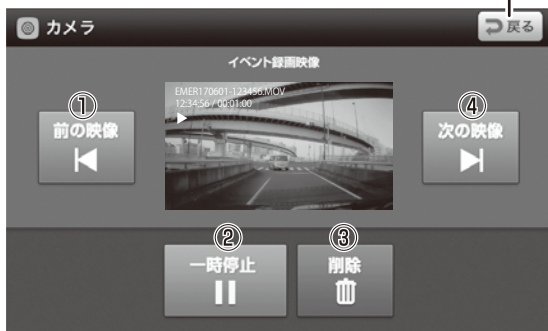 カメラ
戻る
イベント録画映像
EMER170601-123456.MOV
12:34:56 / 00:01:00
①
前の映像
④
次の映像
②
一時停止
③
削除